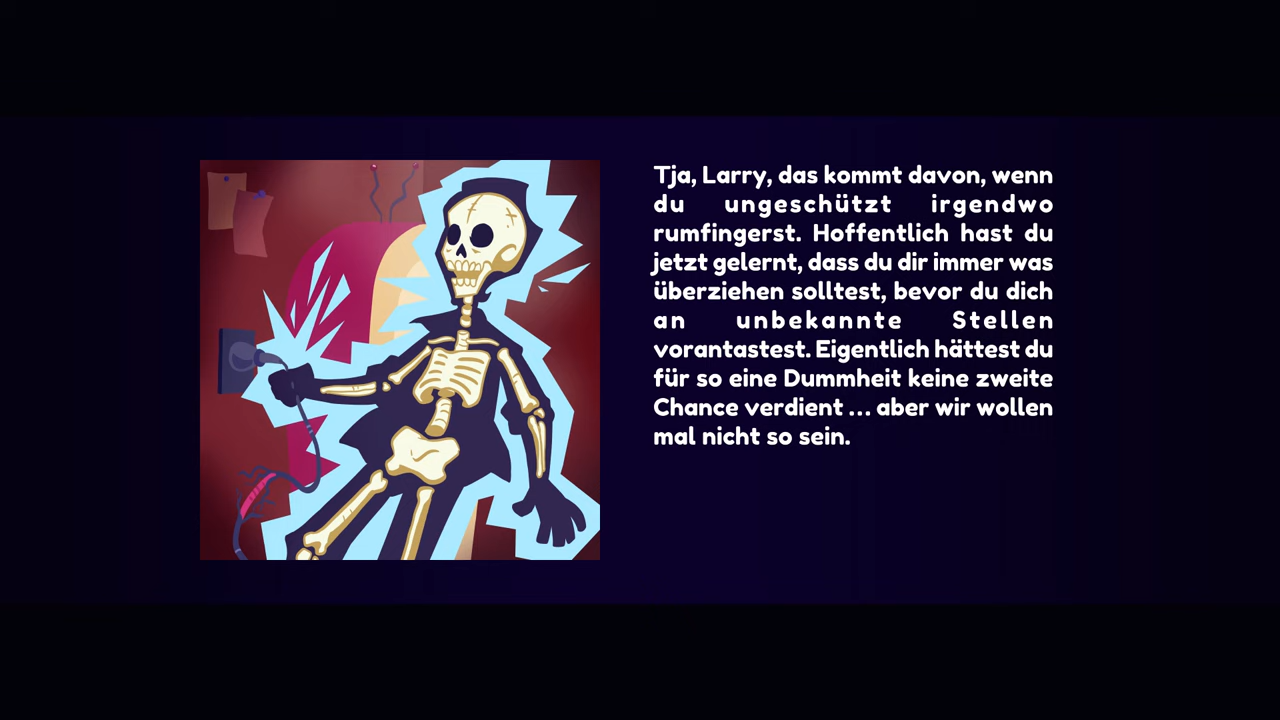 Tja, Larry, das kommt davon, wenn
du ungeschützt irgendwo
rumfingerst. Hoffentlich hast du
jetzt gelernt, dass du dir immer was
überziehen solltest, bevor du dich
an unbekannte Stellen
vorantastest. Eigentlich hättest du
für so eine Dummheit keine zweite
Chance verdient ... aber wir wollen
mal nicht so sein.